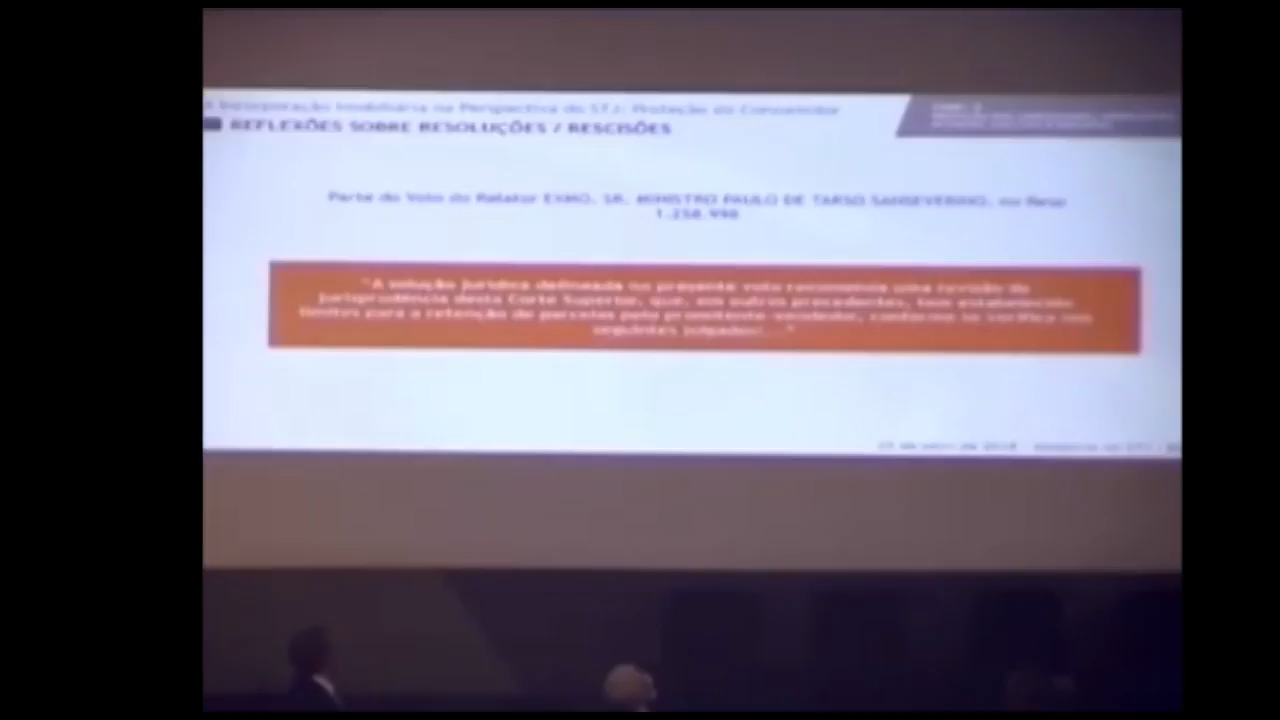 A Incorporação Imobiliária na Perspectiva do STJ: Proteção do Consumidor
REFLEXÕES SOBRE RESOLUÇÕES / RESCISÕES
Parte do Voto do Relator EXMO. SR. MINISTRO PAULO DE TARSO SANSEVERINO, no Resp
1.258.998
"A solução jurídica delineada no presente voto recomenda uma revisão da
jurisprudência desta Corte Superior, que, em outros precedentes, tem estabelecido
limites para a retenção de parcelas pelo promitente-vendedor, conforme se verifica nos
seguintes julgados:..."